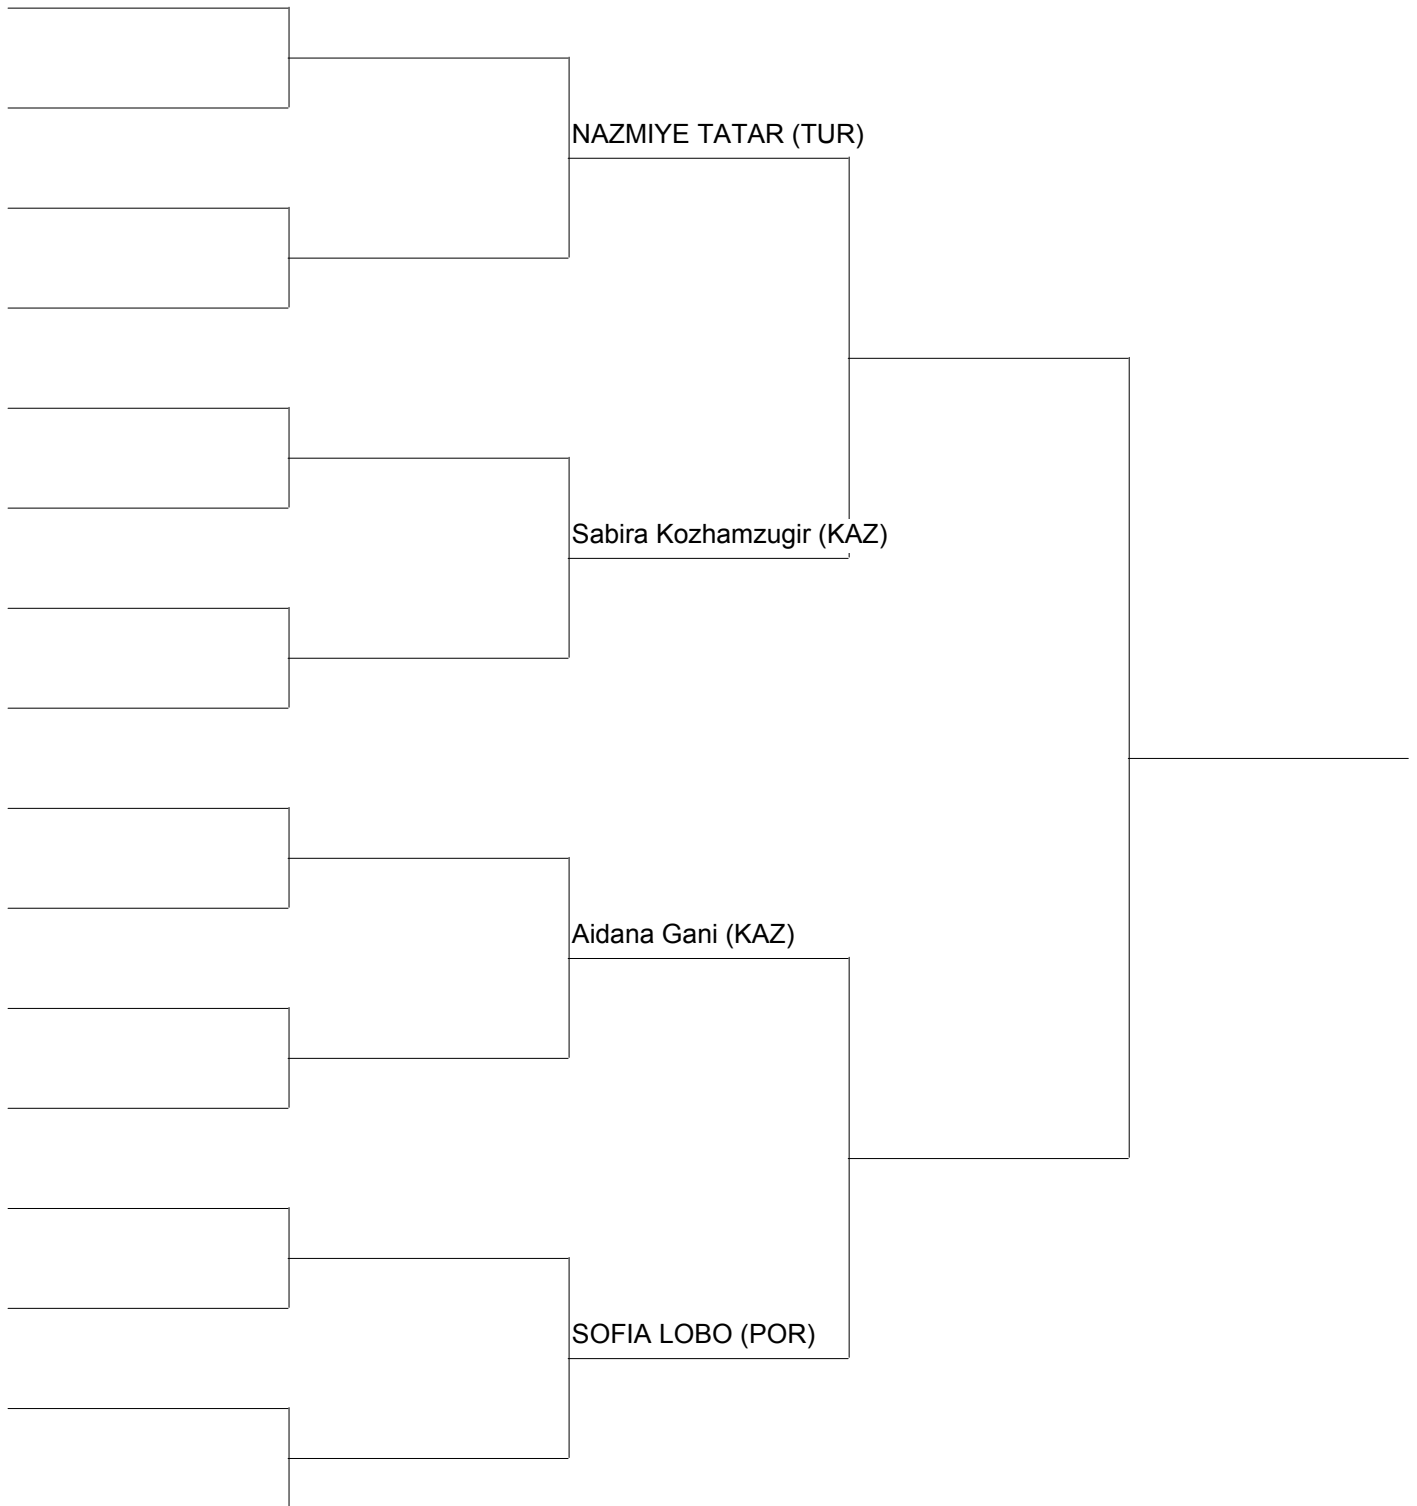 NAZMIYE TATAR (TUR)
Sabira Kozhamzugir (KAZ)
Aidana Gani (KAZ)
SOFIA LOBO (POR)